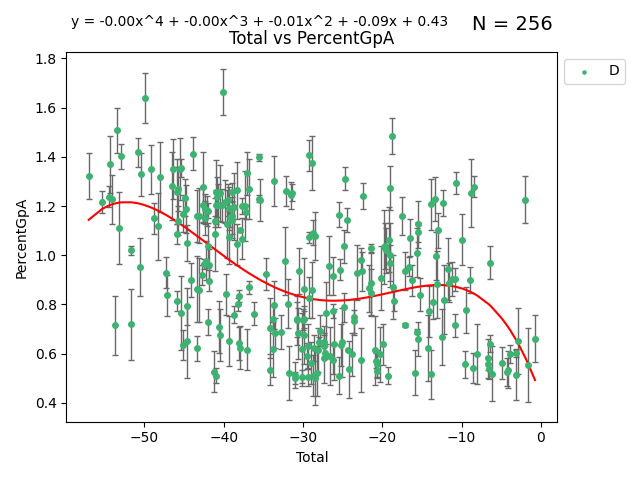 y = -0.00x^4 + -0.00x^3 + -0.01x^2 + -0.09x + 0.43
N = 256
Total vs PercentGpA
D
PercentGpA
1.8
1.6
1.4
1.2
1.0
0.8
0.6
0.4
−50
−40
−30
−20
−10
0
Total